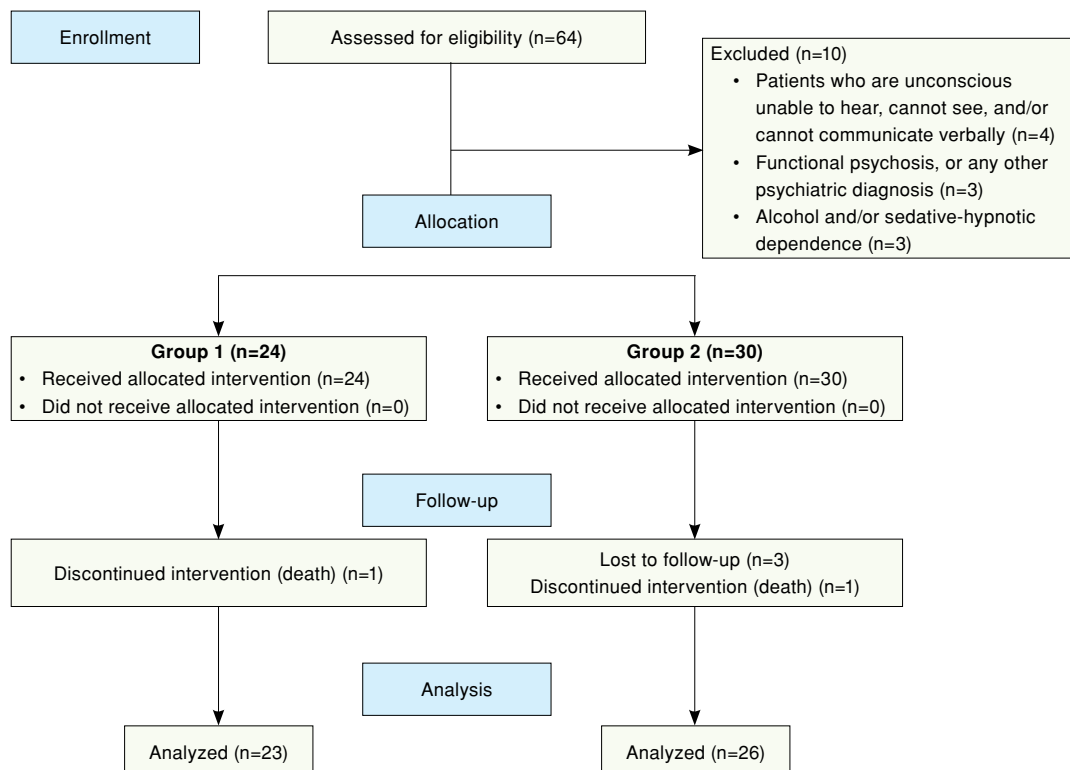 Enrollment
Assessed for eligibility (n=64)
Excluded (n=10)
• Patients who are unconscious
unable to hear, cannot see, and/or
cannot communicate verbally (n=4)
• Functional psychosis, or any other
psychiatric diagnosis (n=3)
• Alcohol and/or sedative-hypnotic
dependence (n=3)
Allocation
Group 1 (n=24)
• Received allocated intervention (n=24)
• Did not receive allocated intervention (n=0)
Group 2 (n=30)
• Received allocated intervention (n=30)
• Did not receive allocated intervention (n=0)
Follow-up
Discontinued intervention (death) (n=1)
Lost to follow-up (n=3)
Discontinued intervention (death) (n=1)
Analysis
Analyzed (n=23)
Analyzed (n=26)